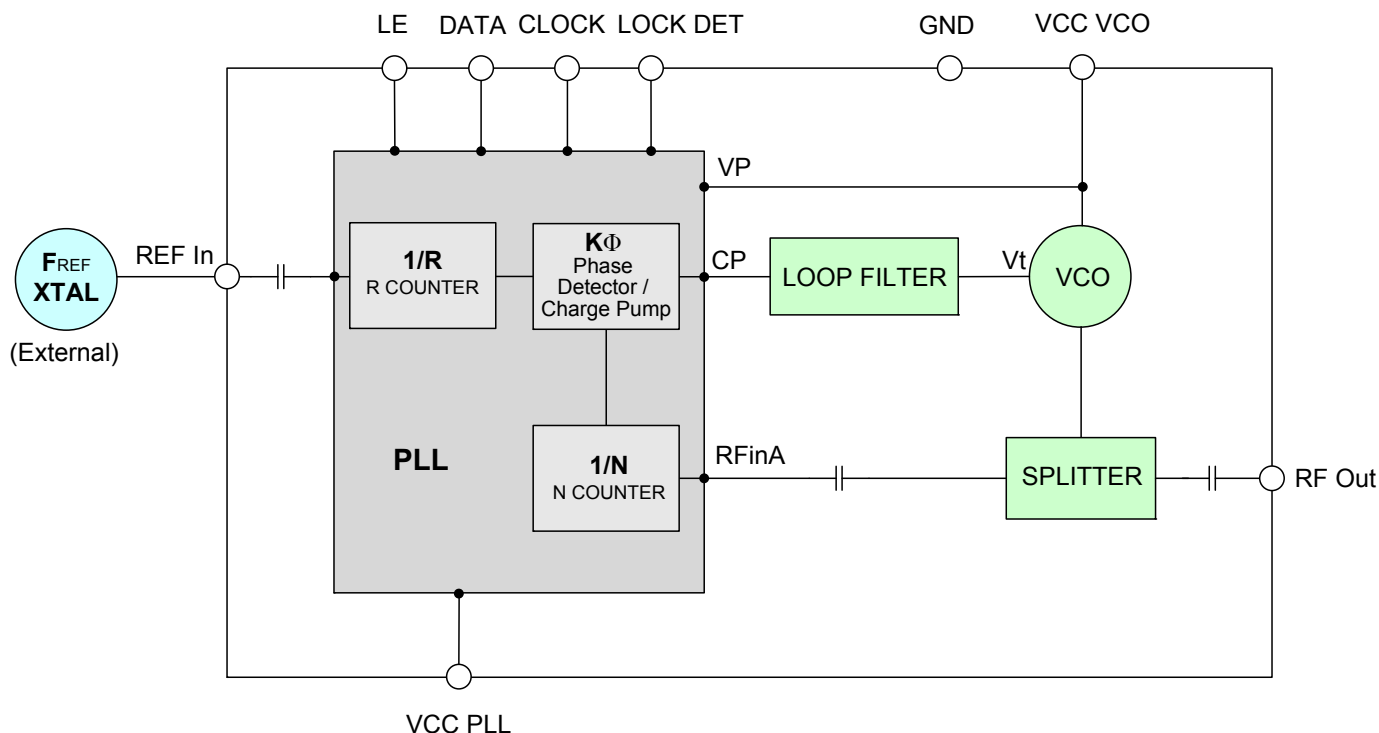 LE DATA CLOCK LOCK DET GND VCC VCO
VP
FREF
XTAL
(External)
REF In
1/R
R COUNTER
KΦ
Phase
Detector /
Charge Pump
CP
LOOP FILTER
Vt
VCO
PLL
1/N
N COUNTER
RFinA
SPLITTER
RF Out
VCC PLL